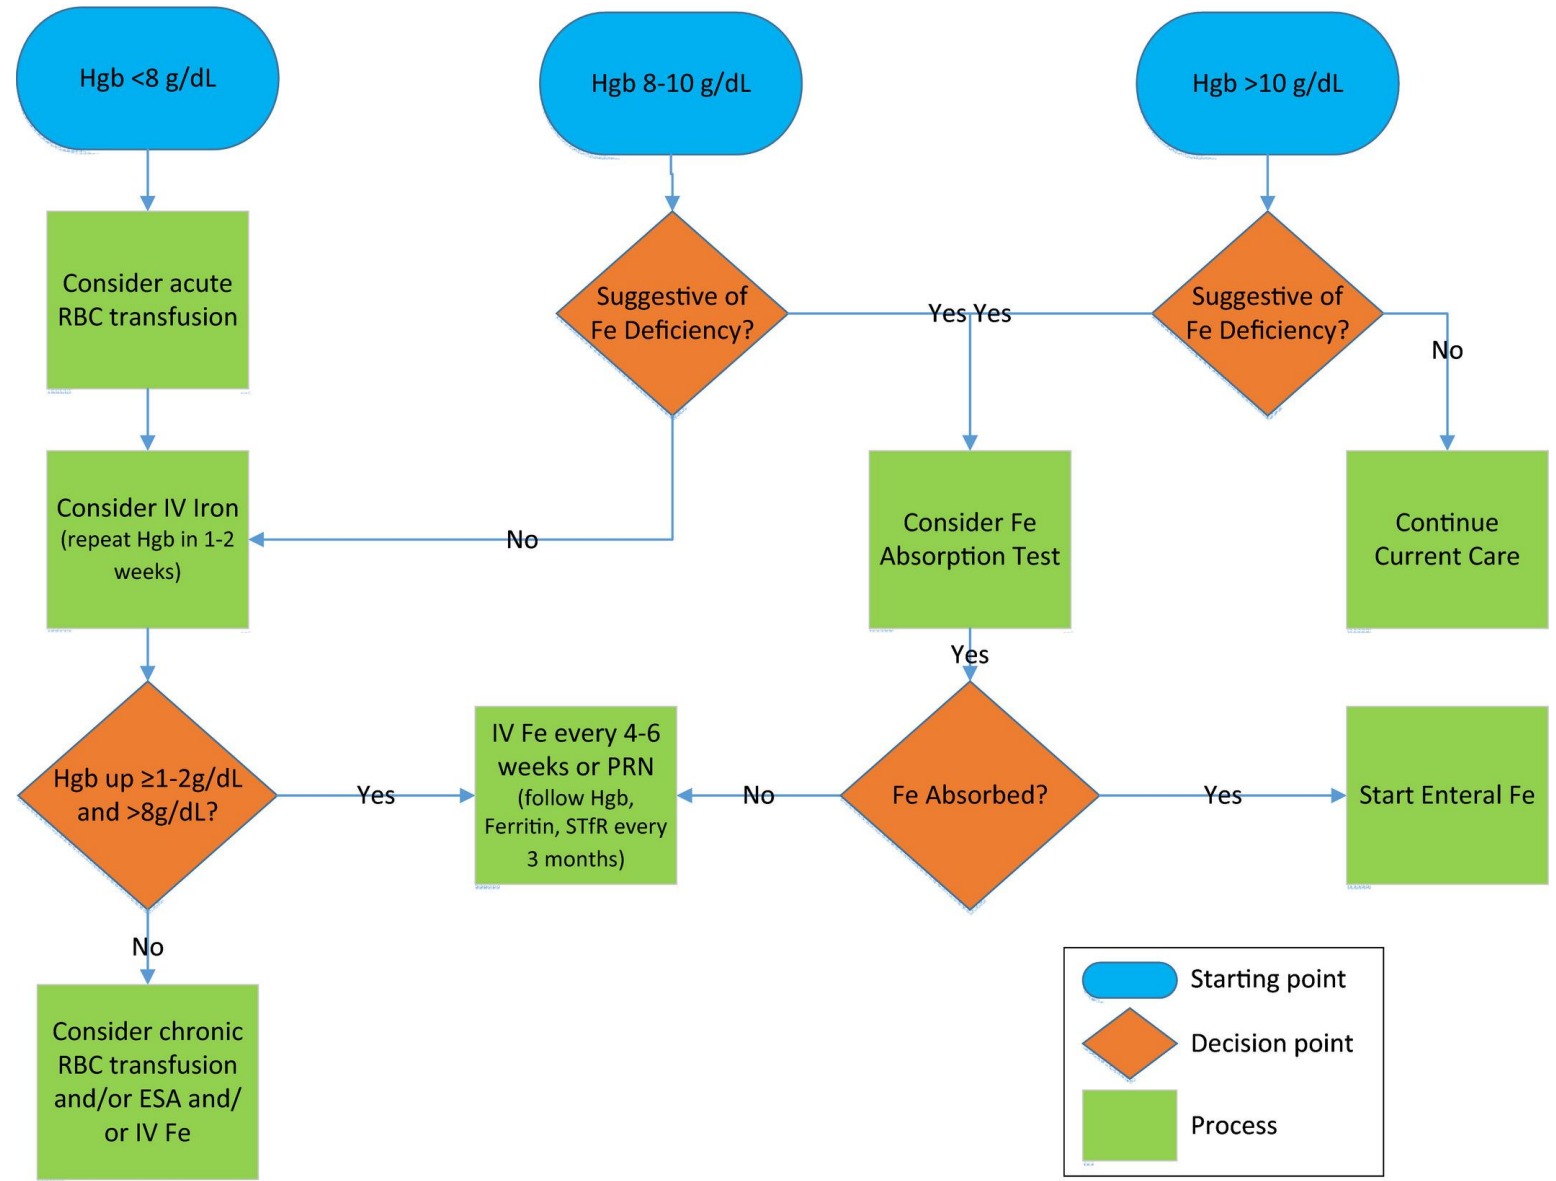 Hgb <8 g/dL
Hgb 8-10 g/dL
Hgb >10 g/dL
Consider acute
RBC transfusion
Suggestive of
Fe Deficiency?
Yes Yes
Suggestive of
Fe Deficiency?
No
Consider IV Iron
(repeat Hgb in 1-2
weeks)
No
Consider Fe
Absorption Test
Continue
Current Care
Yes
Hgb up ≥1-2g/dL
and >8g/dL?
Yes
IV Fe every 4-6
weeks or PRN
(follow Hgb,
Ferritin, STfR every
3 months)
No
Fe Absorbed?
Yes
Start Enteral Fe
No
Consider chronic
RBC transfusion
and/or ESA and/
or IV Fe
Starting point
Decision point
Process